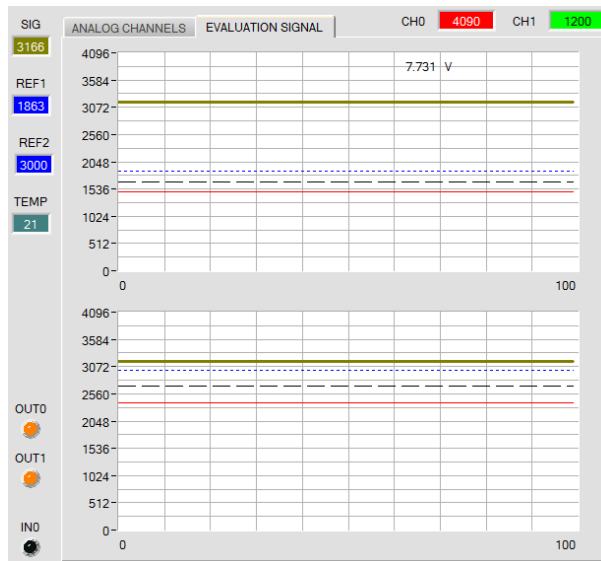 SIG
ANALOG CHANNELS
EVALUATION SIGNAL
CH0
4090
CH1
1200
3166
REF1
1863
REF2
3000
TEMP
21
7.731 V
4096
3584
3072
2560
2048
1536
1024
512
0
0
100
4096
3584
3072
2560
2048
1536
1024
512
0
0
100
OUT0
OUT1
IN0